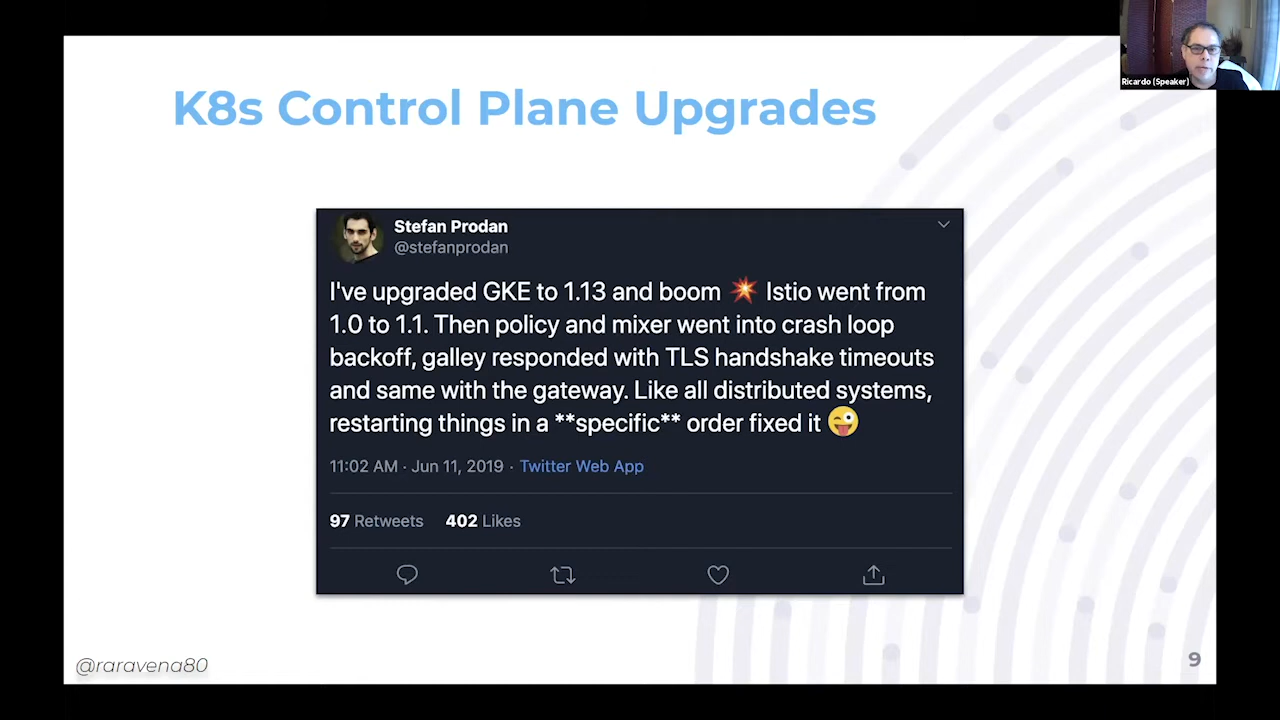 Ricardo (Speaker)
K8s Control Plane Upgrades
Stefan Prodan
@stefanprodan
I've upgraded GKE to 1.13 and boom 💥 Istio went from
1.0 to 1.1. Then policy and mixer went into crash loop
backoff, galley responded with TLS handshake timeouts
and same with the gateway. Like all distributed systems,
restarting things in a **specific** order fixed it 😜
11:02 AM · Jun 11, 2019 · Twitter Web App
97 Retweets 402 Likes
@raravena80
9